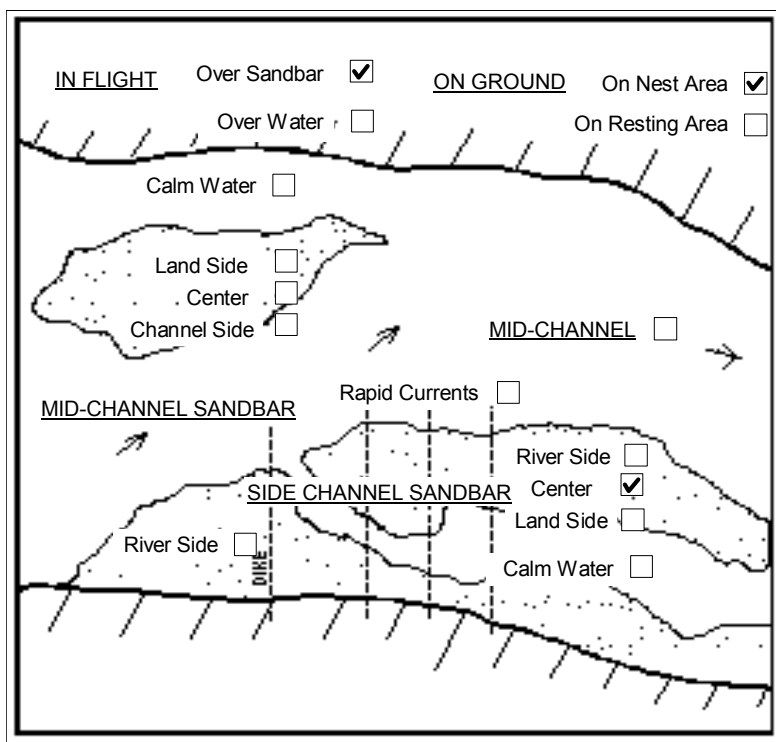 IN FLIGHT Over Sandbar ON GROUND On Nest Area
Over Water On Resting Area
Calm Water
Land Side
Center
Channel Side
MID-CHANNEL
Rapid Currents
MID-CHANNEL SANDBAR
River Side
SIDE CHANNEL SANDBAR Center
Land Side
River Side
DIKE
Calm Water